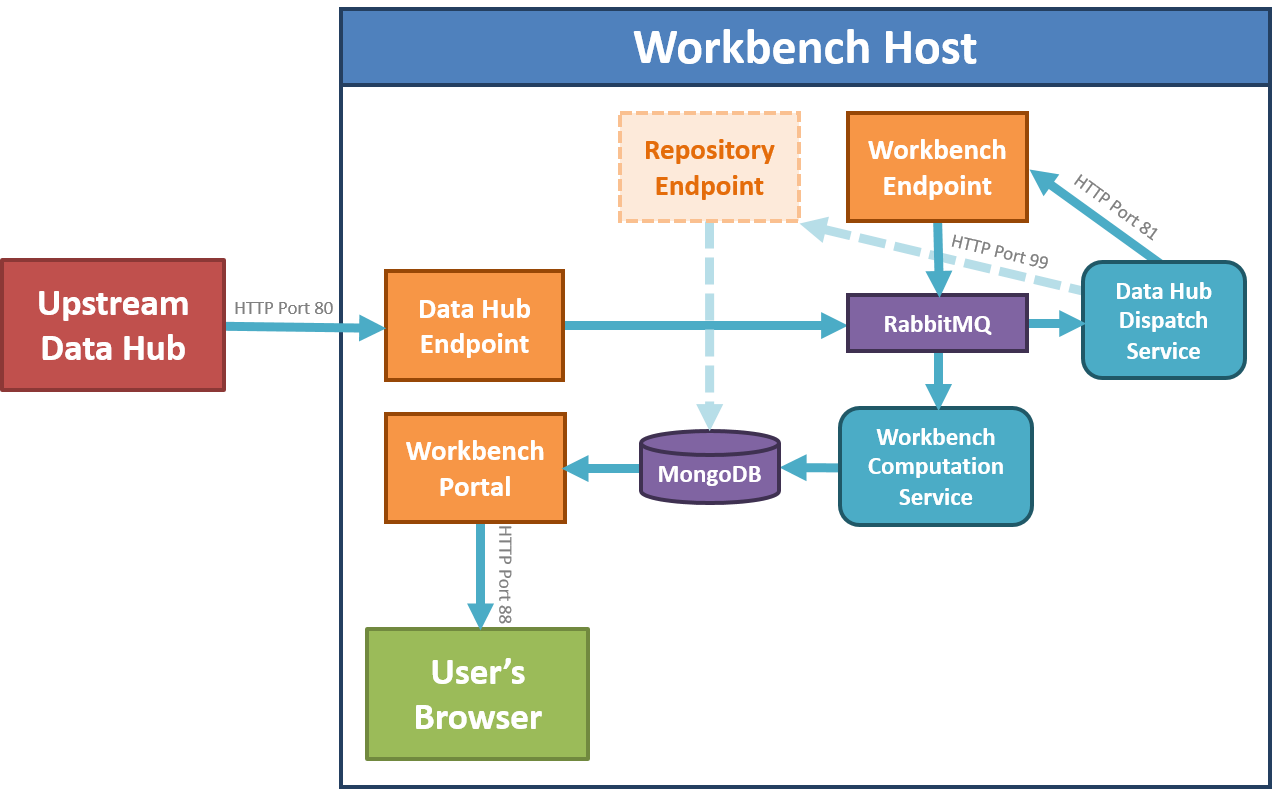 Workbench Host
Repository
Endpoint
Workbench
Endpoint
HTTP Port 81
HTTP Port 99
Upstream
Data Hub
HTTP Port 80
Data Hub
Endpoint
RabbitMQ
Data Hub
Dispatch
Service
Workbench
Portal
MongoDB
Workbench
Computation
Service
HTTP Port 88
User’s
Browser